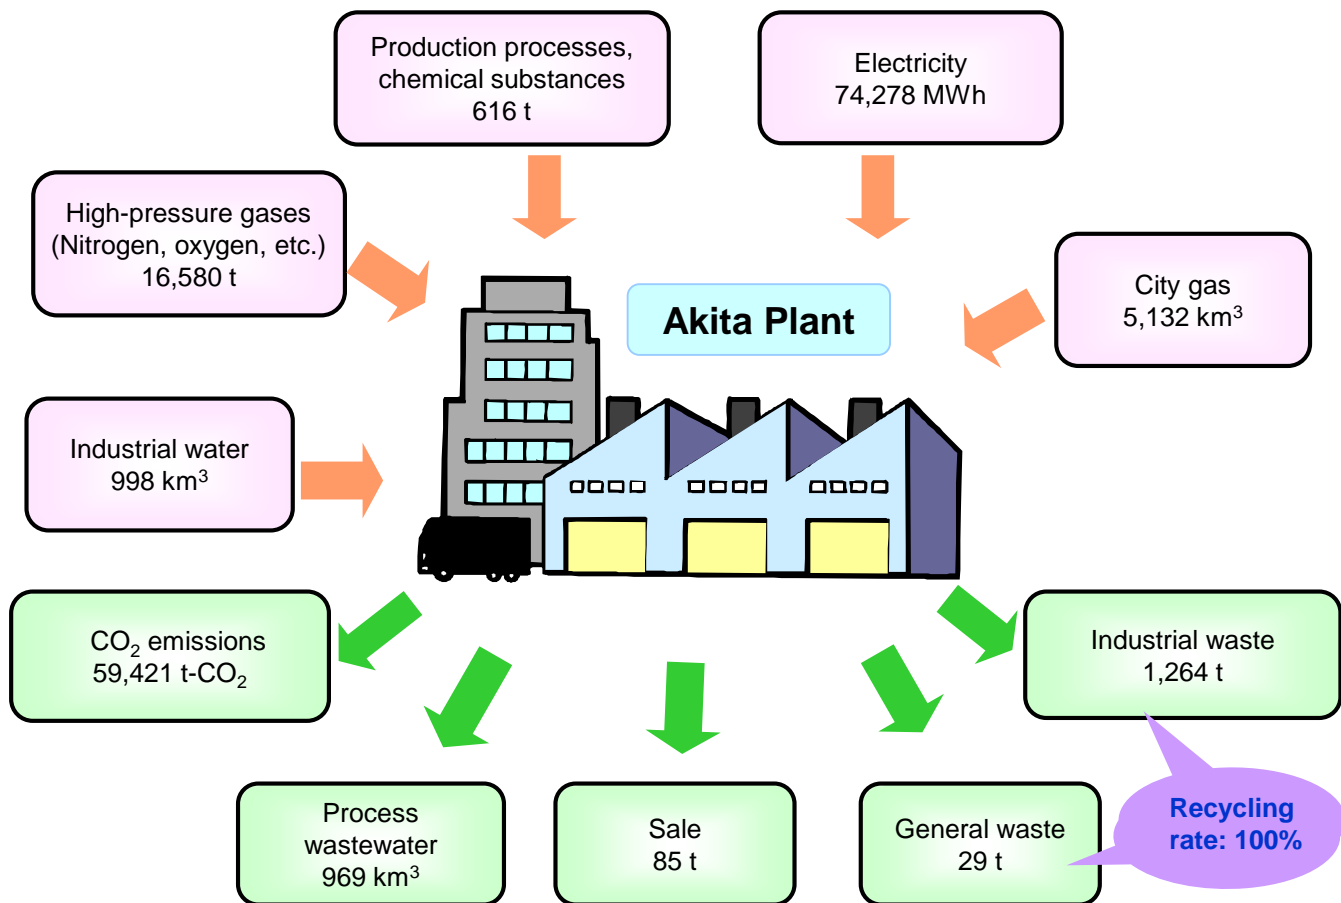 Production processes,
chemical substances
616 t
Electricity
74,278 MWh
High-pressure gases
(Nitrogen, oxygen, etc.)
16,580 t
City gas
5,132 km³
Akita Plant
Industrial water
998 km³
CO₂ emissions
59,421 t-CO₂
Industrial waste
1,264 t
Process
wastewater
969 km³
Sale
85 t
General waste
29 t
Recycling
rate: 100%